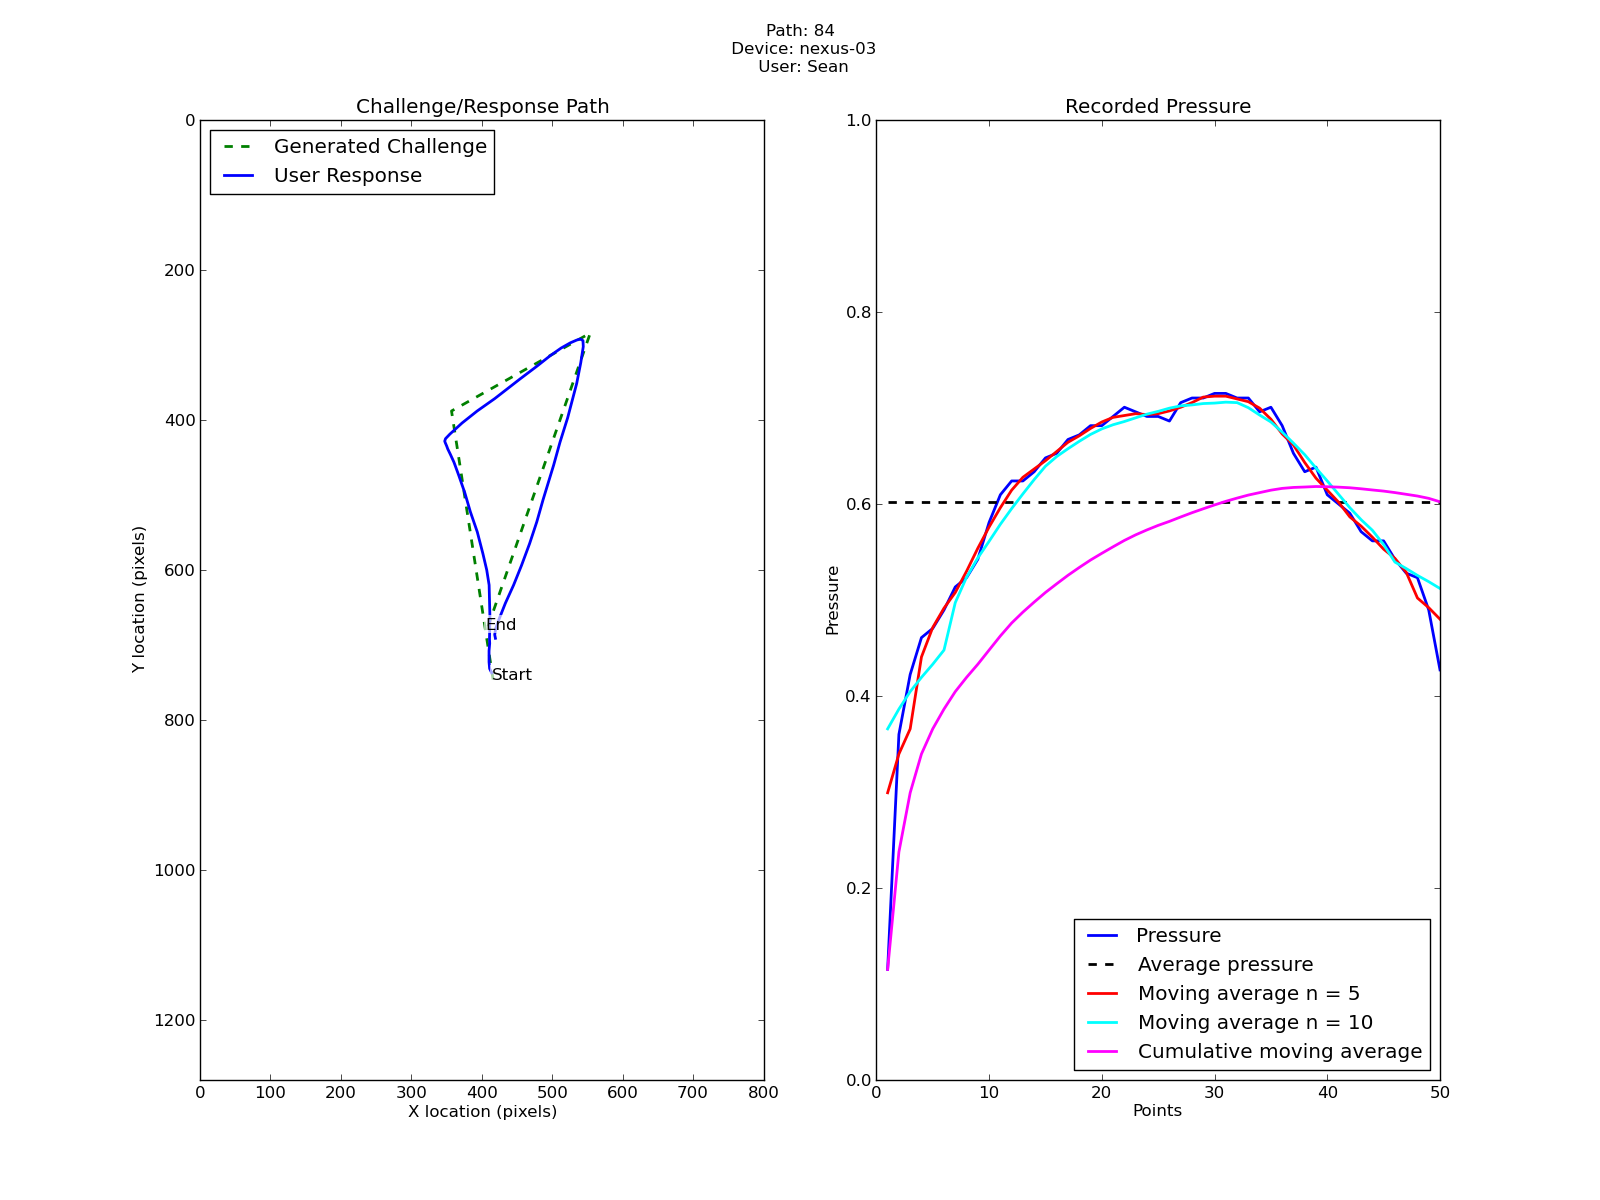 Path: 84
Device: nexus-03
User: Sean
Challenge/Response Path
Generated Challenge
User Response
0
200
400
600
800
1000
1200
Y location (pixels)
End
Start
0 100 200 300 400 500 600 700 800
X location (pixels)
Recorded Pressure
1.0
0.8
0.6
0.4
0.2
0.0
Pressure
Pressure
Average pressure
Moving average n = 5
Moving average n = 10
Cumulative moving average
0 10 20 30 40 50
Points